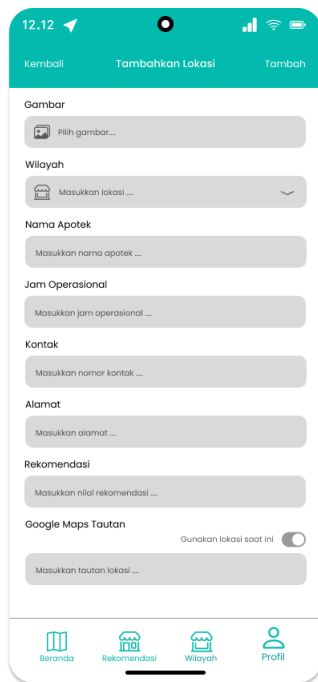 12.12
Kembali Tambahkan Lokasi Tambah
Gambar
Pilih gambar...
Wilayah
Masukkan lokasi ....
Nama Apotek
Masukkan nama apotek ....
Jam Operasional
Masukkan jam operasional ....
Kontak
Masukkan nomor kontak ....
Alamat
Masukkan alamat ....
Rekomendasi
Masukkan nilai rekomendasi ....
Google Maps Tautan
Gunakan lokasi saat ini
Masukkan tautan lokasi ....
Beranda Rekomendasi Wilayah Profil